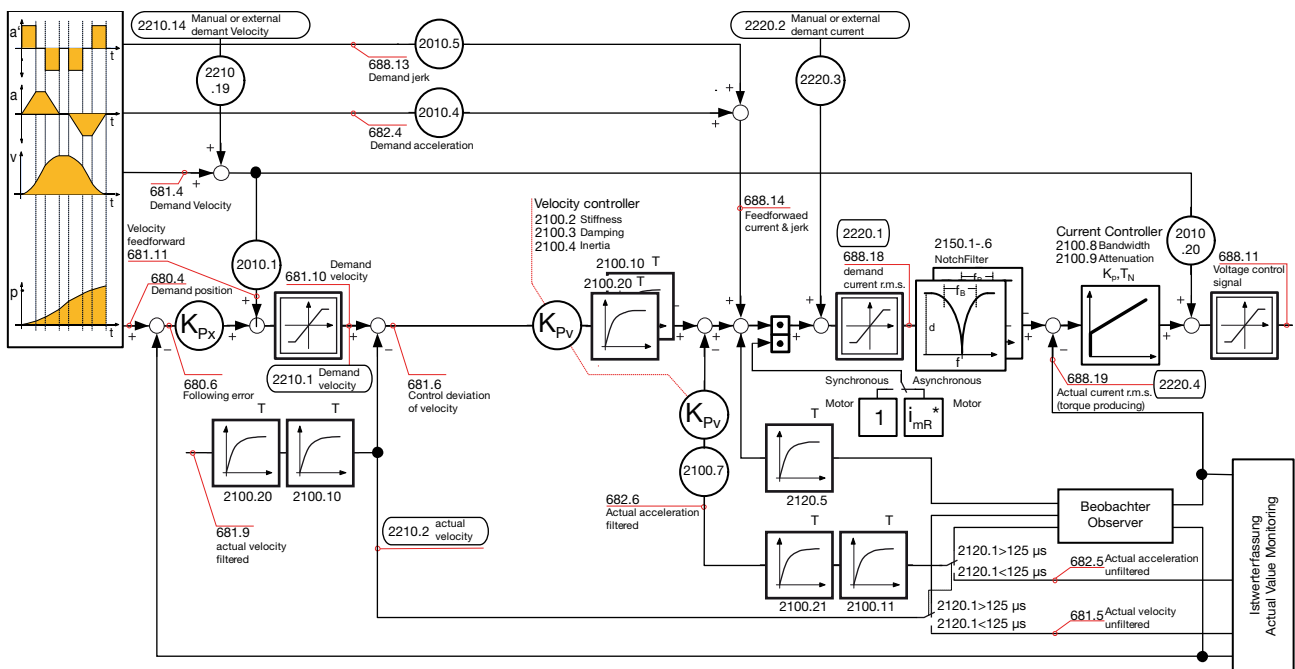 a'
t
a
t
v
t
p
t
2210.14 Manual or external
demant Velocity
2210
.19
2010.5
688.13
Demand jerk
2010.4
682.4
Demand acceleration
2220.2 Manual or external
demant current
2220.3
+
+
+
+
+
681.4
Demand Velocity
Velocity
feedforward
681.11
2010.1
680.4
Demand position
+
−
KPx
+
+
680.6
Following error
681.10 Demand
velocity
2210.1 Demand
velocity
+
+
−
681.6
Control deviation
of velocity
Velocity controller
2100.2 Stiffness
2100.3 Damping
2100.4 Inertia
KPv
2100.10 T
2100.20 T
+
−
+
+
+
688.14
Feedforwaed
current & jerk
+
+
2220.1
688.18
demand
current r.m.s.
2150.1-.6
NotchFilter
fB
fB
d
f
+
−
Current Controller
2100.8 Bandwidth
2100.9 Attenuation
KP,TN
2010
.20
688.11
Voltage control
signal
+
+
688.19
Actual current r.m.s.
(torque producing)
2220.4
Synchronous
Motor
1
Asynchronous
Motor
imR*
KPv
2100.7
682.6
Actual acceleration
filtered
T
T
2100.20
2100.10
681.9
actual velocity
filtered
2210.2 actual
velocity
T
2120.5
T
T
2100.21
2100.11
Beobachter
Observer
2120.1>125 µs
2120.1<125 µs
682.5 Actual acceleration
unfiltered
2120.1>125 µs
2120.1<125 µs
681.5 Actual velocity
unfiltered
Istwerterfassung
Actual Value Monitoring